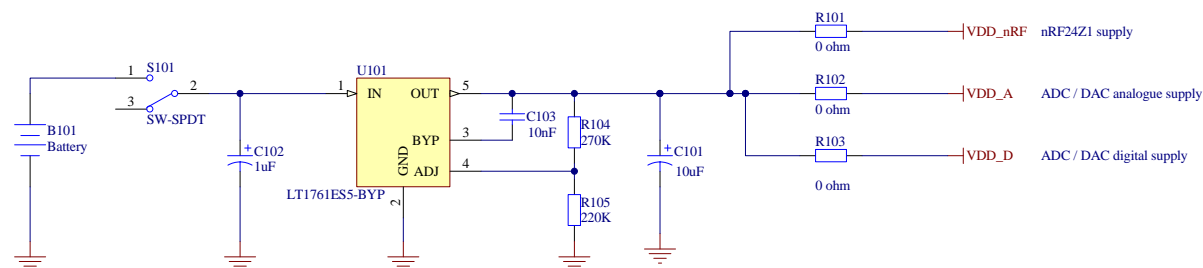 R101
0 ohm
VDD_nRF
nRF24Z1 supply
1
S101
2
3
SW-SPDT
B101
Battery
C102
1uF
U101
1
IN
OUT
5
BYP
3
GND
ADJ
4
2
LT1761ES5-BYP
C103
10nF
R104
270K
R105
220K
C101
10uF
R102
0 ohm
VDD_A
ADC / DAC analogue supply
R103
0 ohm
VDD_D
ADC / DAC digital supply